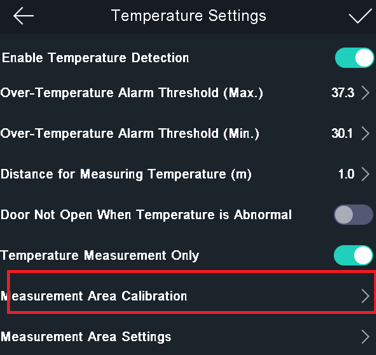 Temperature Settings
Enable Temperature Detection
Over-Temperature Alarm Threshold (Max.) 37.3
Over-Temperature Alarm Threshold (Min.) 30.1
Distance for Measuring Temperature (m) 1.0
Door Not Open When Temperature is Abnormal
Temperature Measurement Only
Measurement Area Calibration
Measurement Area Settings